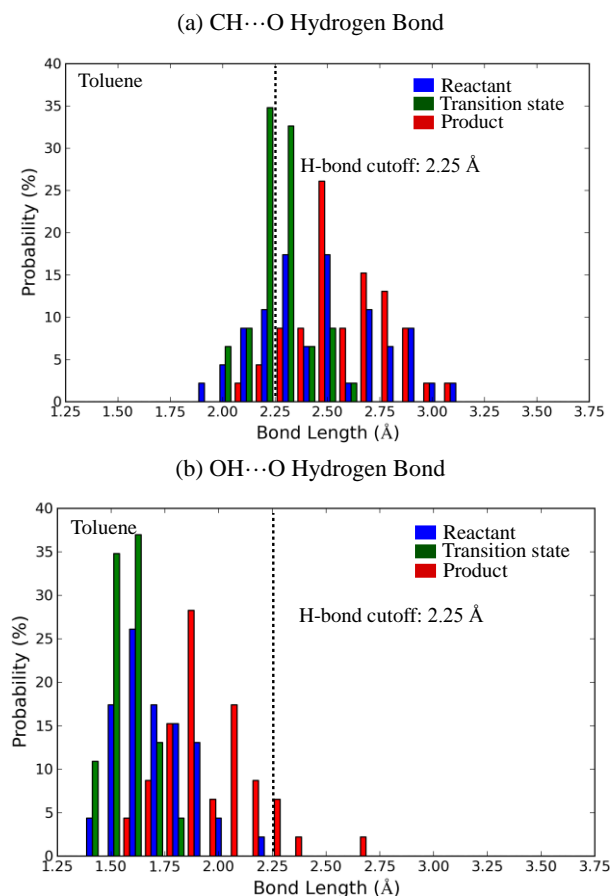 (a) CH⋯O Hydrogen Bond
40
35
30
25
20
15
10
5
0
Probability (%)
Toluene
Reactant
Transition state
Product
H-bond cutoff: 2.25 Å
1.25 1.50 1.75 2.00 2.25 2.50 2.75 3.00 3.25 3.50 3.75
Bond Length (Å)
(b) OH⋯O Hydrogen Bond
40
35
30
25
20
15
10
5
0
Probability (%)
Toluene
Reactant
Transition state
Product
H-bond cutoff: 2.25 Å
1.25 1.50 1.75 2.00 2.25 2.50 2.75 3.00 3.25 3.50 3.75
Bond Length (Å)